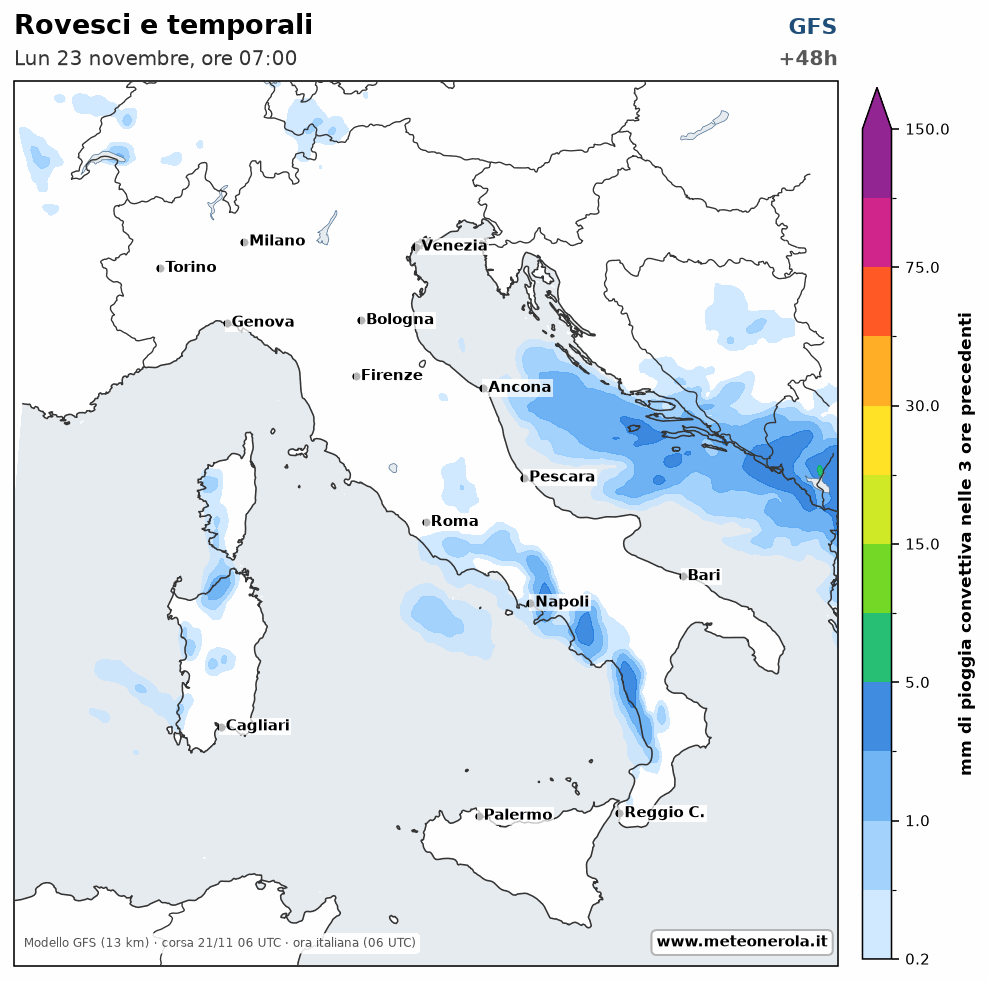 Rovesci e temporali
GFS
Lun 23 novembre, ore 07:00
+48h
150.0
75.0
30.0
15.0
5.0
1.0
0.2
mm di pioggia convettiva nelle 3 ore precedenti
Milano
Venezia
Torino
Genova
Bologna
Firenze
Ancona
Pescara
Roma
Bari
Napoli
Cagliari
Palermo
Reggio C.
Modello GFS (13 km) · corsa 21/11 06 UTC · ora italiana (06 UTC)
www.meteonerola.it